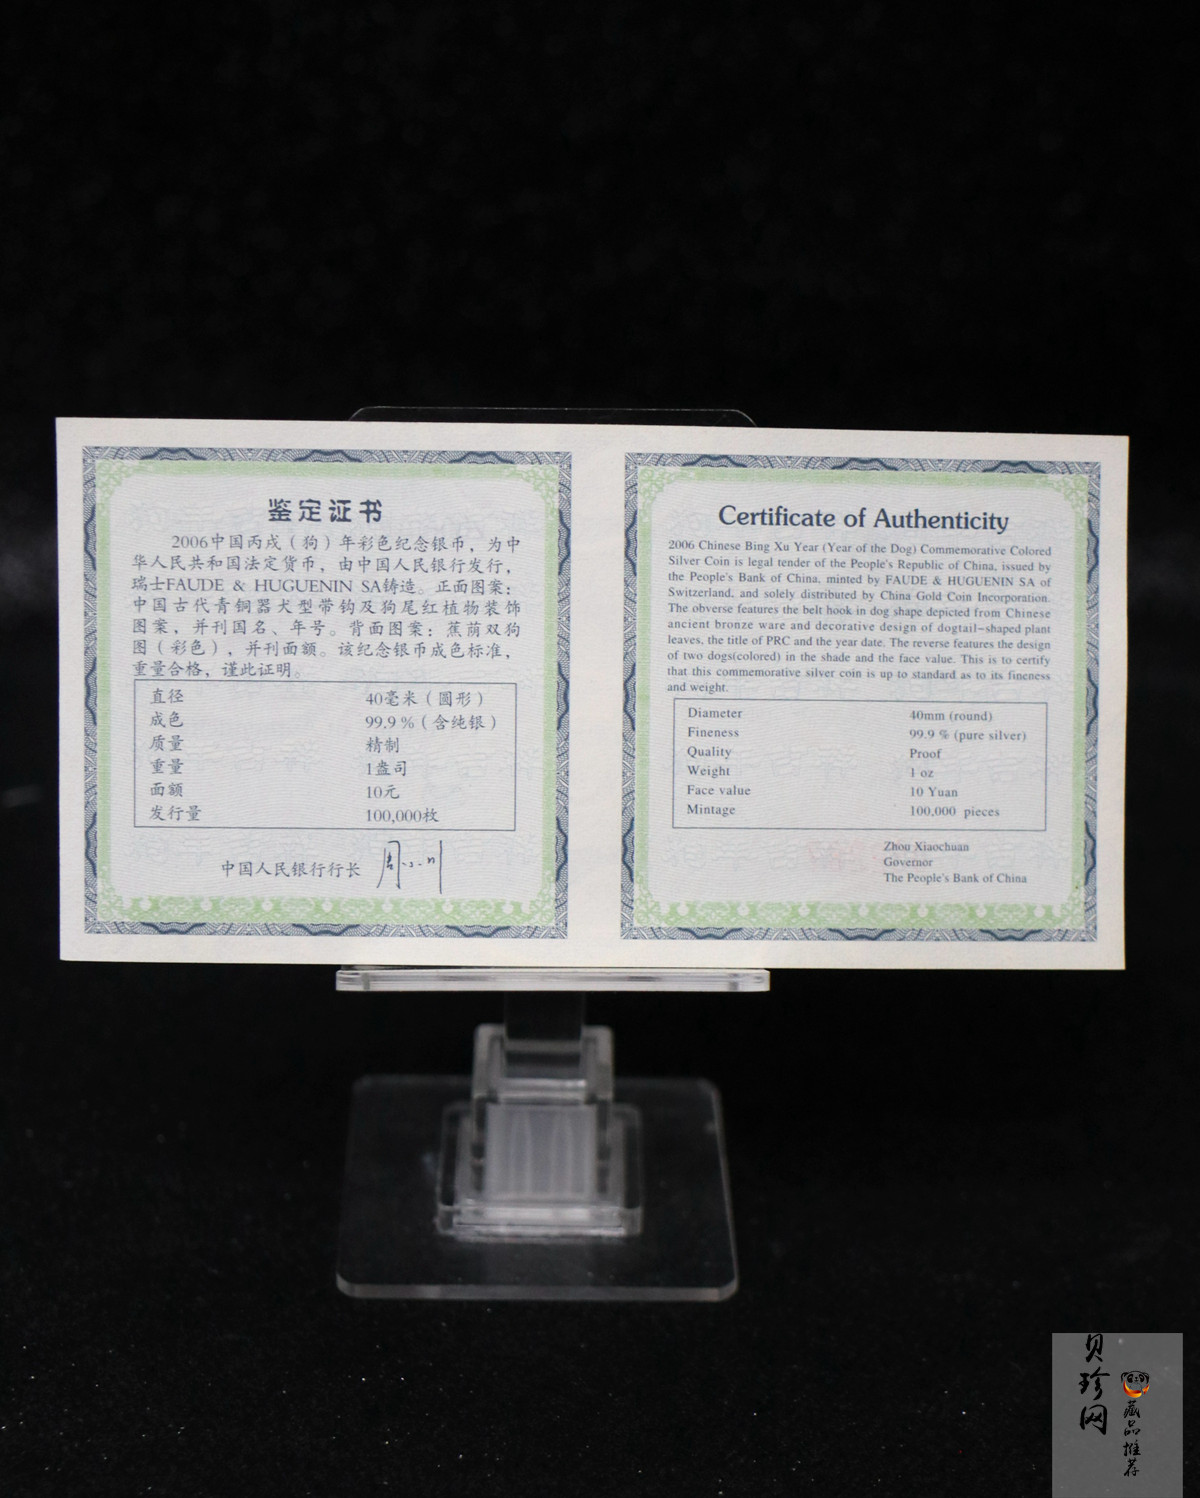 鉴定证书
2006中国丙戌（狗）年彩色纪念银币，为中
华人民共和国法定货币，由中国人民银行发行，
瑞士FAUDE & HUGUENIN SA铸造。正面图案：
中国古代青铜器犬型带钩及狗尾红植物装饰
图案，并刊国名、年号。背面图案：蕉荫双狗
图（彩色），并刊面额。该纪念银币成色标准，
重量合格，谨此证明。
直径 40毫米（圆形）
成色 99.9%（含纯银）
质量 精制
重量 1盎司
面额 10元
发行量 100,000枚
中国人民银行行长 周小川
Certificate of Authenticity
2006 Chinese Bing Xu Year (Year of the Dog) Commemorative Colored
Silver Coin is legal tender of the People's Republic of China, issued by
the People's Bank of China, minted by FAUDE & HUGUENIN SA of
Switzerland, and solely distributed by China Gold Coin Incorporation.
The obverse features the belt hook in dog shape depicted from Chinese
ancient bronze ware and decorative design of dogtail-shaped plant
leaves, the title of PRC and the year date. The reverse features the design
of two dogs(colored) in the shade and the face value. This is to certify
that this commemorative silver coin is up to standard as to its fineness
and weight.
Diameter 40mm (round)
Fineness 99.9 % (pure silver)
Quality Proof
Weight 1 oz
Face value 10 Yuan
Mintage 100,000 pieces
Zhou Xiaochuan
Governor
The People's Bank of China
贝珍网
藏品推荐